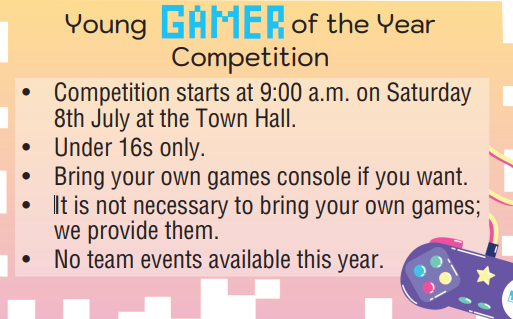 Young GAMER of the Year
Competition
• Competition starts at 9:00 a.m. on Saturday
8th July at the Town Hall.
• Under 16s only.
• Bring your own games console if you want.
• It is not necessary to bring your own games;
we provide them.
• No team events available this year.